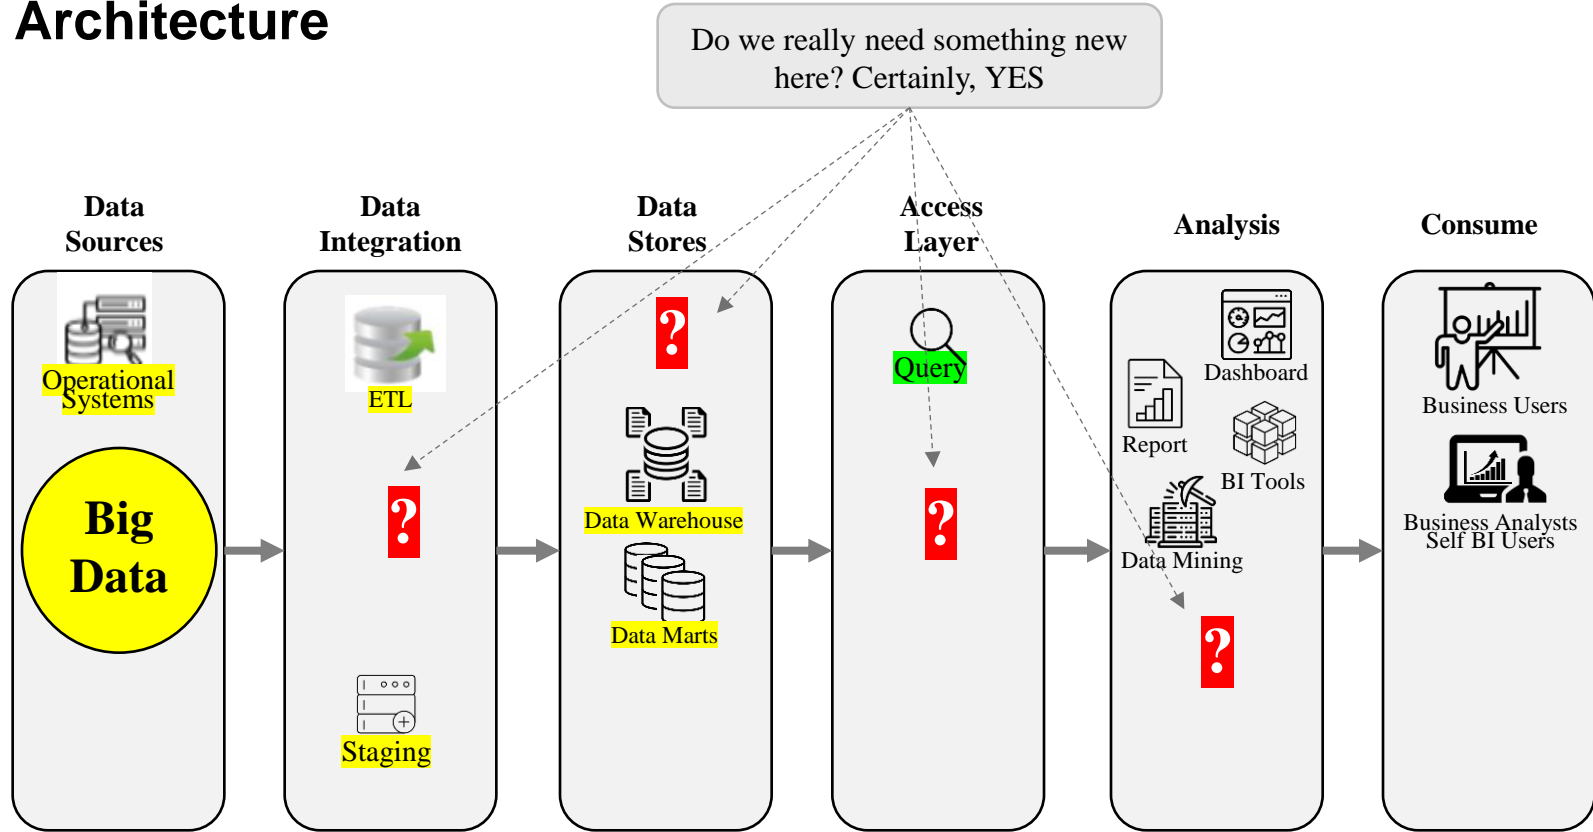 Architecture
Do we really need something new
here? Certainly, YES
Data
Sources
Data
Integration
Data
Stores
Access
Layer
Analysis
Consume
Operational
Systems
Big
Data
ETL
?
Staging
?
Data Warehouse
Data Marts
Query
?
Dashboard
Report
BI Tools
Data Mining
?
Business Users
Business Analysts
Self BI Users